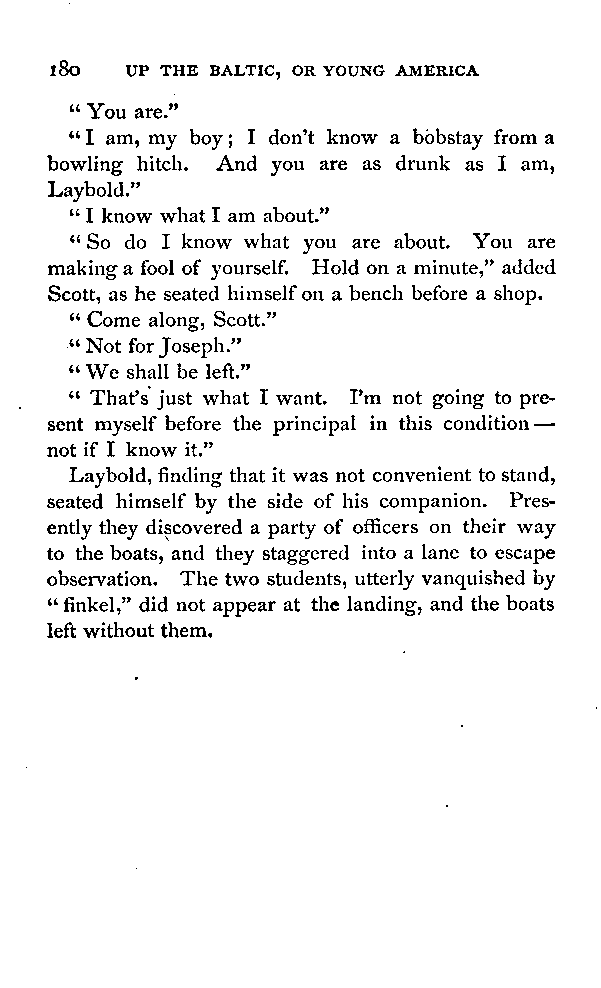 180 UP THE BALTIC, OR YOUNG AMERICA
“ You are.”
“ I am, my boy; I don’t know a bobstay from a
bowling hitch. And you are as drunk as I am,
Laybold.”
“ I know what I am about.”
“ So do I know what you are about. You are
making a fool of yourself. Hold on a minute,” added
Scott, as he seated himself on a bench before a shop.
“ Come along, Scott.”
“ Not for Joseph.”
“ We shall be left.”
“ That’s just what I want. I’m not going to pre-
sent myself before the principal in this condition —
not if I know it.”
Laybold, finding that it was not convenient to stand,
seated himself by the side of his companion. Pres-
ently they discovered a party of officers on their way
to the boats, and they staggered into a lane to escape
observation. The two students, utterly vanquished by
“ finkel,” did not appear at the landing, and the boats
left without them.